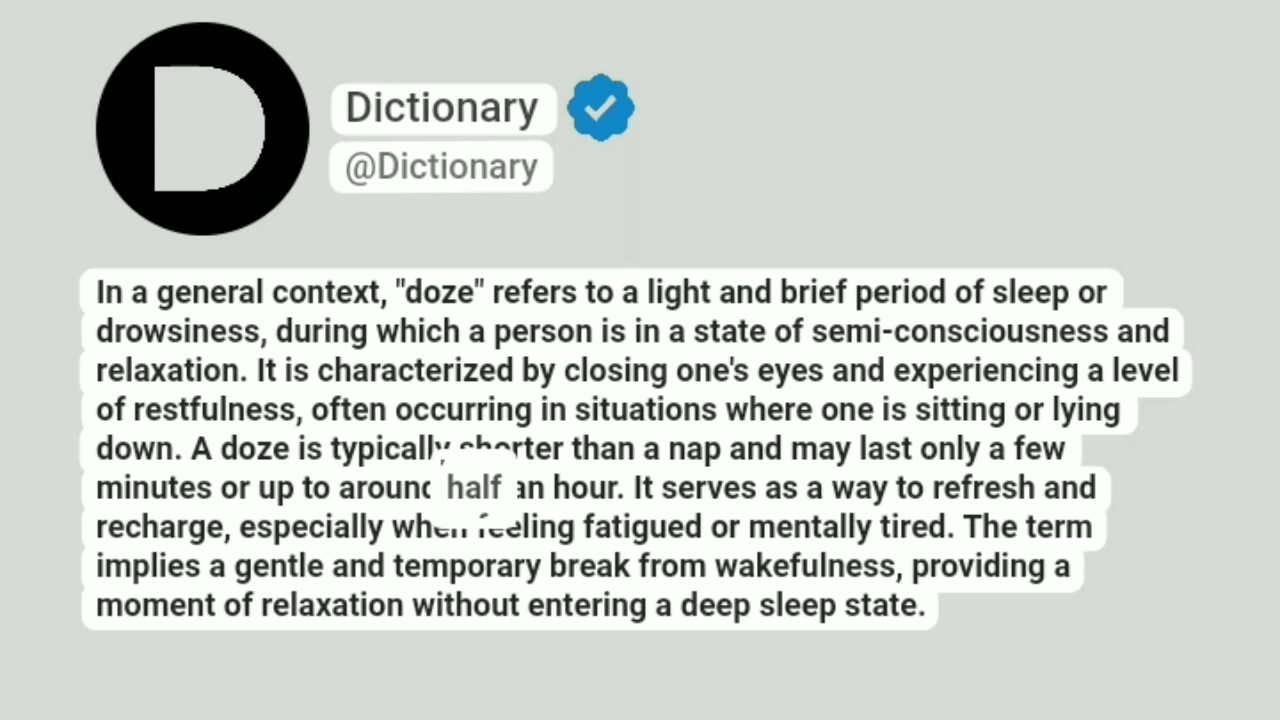 Dictionary
@Dictionary
In a general context, "doze" refers to a light and brief period of sleep or
drowsiness, during which a person is in a state of semi-consciousness and
relaxation. It is characterized by closing one's eyes and experiencing a level
of restfulness, often occurring in situations where one is sitting or lying
down. A doze is typically shorter than a nap and may last only a few
minutes or up to around half an hour. It serves as a way to refresh and
recharge, especially when feeling fatigued or mentally tired. The term
implies a gentle and temporary break from wakefulness, providing a
moment of relaxation without entering a deep sleep state.